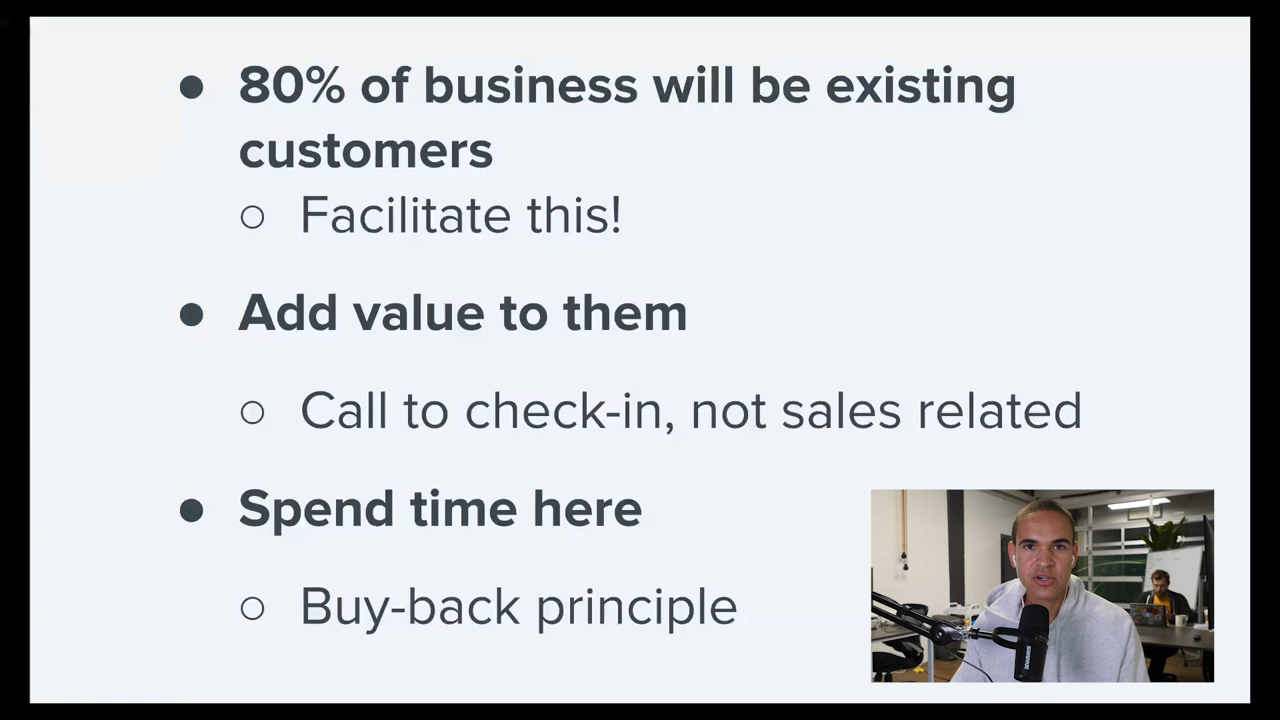 ● 80% of business will be existing
customers
○ Facilitate this!
● Add value to them
○ Call to check-in, not sales related
● Spend time here
○ Buy-back principle